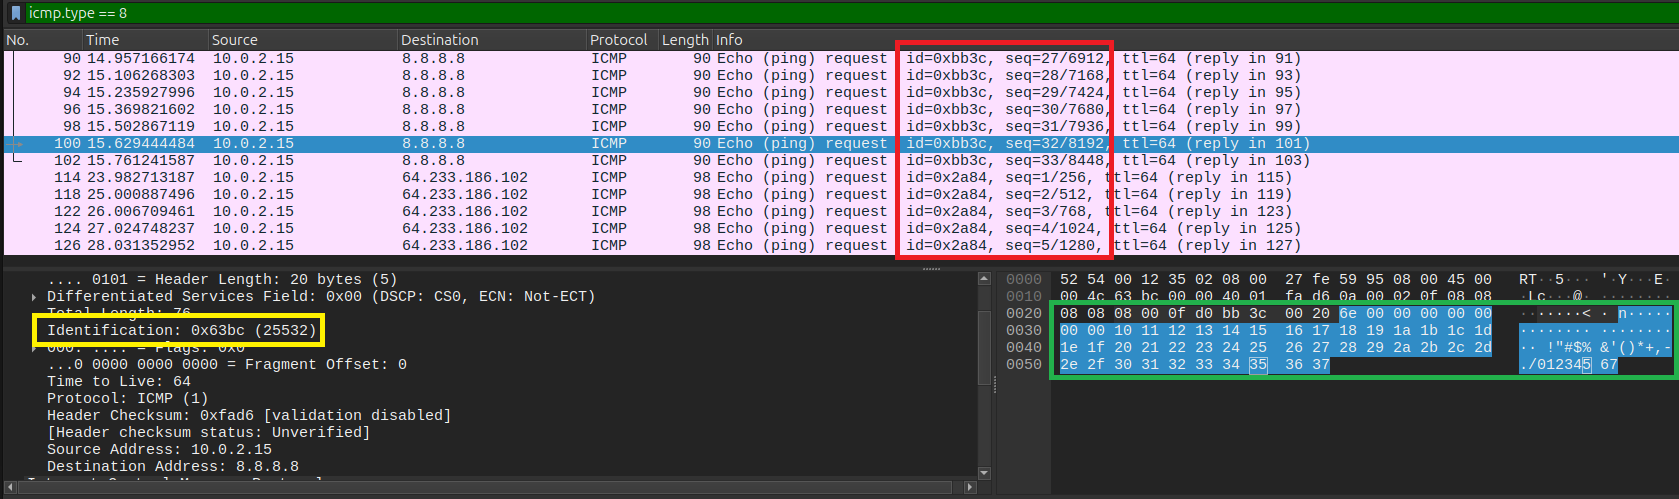 icmp.type == 8
No. Time Source Destination Protocol Length Info
90 14.957166174 10.0.2.15 8.8.8.8 ICMP 90 Echo (ping) request id=0xbb3c, seq=27/6912, ttl=64 (reply in 91)
92 15.106268303 10.0.2.15 8.8.8.8 ICMP 90 Echo (ping) request id=0xbb3c, seq=28/7168, ttl=64 (reply in 93)
94 15.235927996 10.0.2.15 8.8.8.8 ICMP 90 Echo (ping) request id=0xbb3c, seq=29/7424, ttl=64 (reply in 95)
96 15.369821602 10.0.2.15 8.8.8.8 ICMP 90 Echo (ping) request id=0xbb3c, seq=30/7680, ttl=64 (reply in 97)
98 15.502867119 10.0.2.15 8.8.8.8 ICMP 90 Echo (ping) request id=0xbb3c, seq=31/7936, ttl=64 (reply in 99)
100 15.629444484 10.0.2.15 8.8.8.8 ICMP 90 Echo (ping) request id=0xbb3c, seq=32/8192, ttl=64 (reply in 101)
102 15.761241587 10.0.2.15 8.8.8.8 ICMP 90 Echo (ping) request id=0xbb3c, seq=33/8448, ttl=64 (reply in 103)
114 23.982713187 10.0.2.15 64.233.186.102 ICMP 98 Echo (ping) request id=0x2a84, seq=1/256, ttl=64 (reply in 115)
118 25.000887496 10.0.2.15 64.233.186.102 ICMP 98 Echo (ping) request id=0x2a84, seq=2/512, ttl=64 (reply in 119)
122 26.006709461 10.0.2.15 64.233.186.102 ICMP 98 Echo (ping) request id=0x2a84, seq=3/768, ttl=64 (reply in 123)
124 27.024748237 10.0.2.15 64.233.186.102 ICMP 98 Echo (ping) request id=0x2a84, seq=4/1024, ttl=64 (reply in 125)
126 28.031352952 10.0.2.15 64.233.186.102 ICMP 98 Echo (ping) request id=0x2a84, seq=5/1280, ttl=64 (reply in 127)
.... 0101 = Header Length: 20 bytes (5)
Differentiated Services Field: 0x00 (DSCP: CS0, ECN: Not-ECT)
Total Length: 76
Identification: 0x63bc (25532)
000. .... = Flags: 0x0
...0 0000 0000 0000 = Fragment Offset: 0
Time to Live: 64
Protocol: ICMP (1)
Header Checksum: 0xfad6 [validation disabled]
[Header checksum status: Unverified]
Source Address: 10.0.2.15
Destination Address: 8.8.8.8
0000 52 54 00 12 35 02 08 00 27 fe 59 95 08 00 45 00 RT··5··· '·Y···E·
0010 00 4c 63 bc 00 00 40 01 fa d6 0a 00 02 0f 08 08 ·Lc···@· ········
0020 08 08 08 00 0f d0 bb 3c 00 20 6e 00 00 00 00 00 ·······< · n·····
0030 00 00 10 11 12 13 14 15 16 17 18 19 1a 1b 1c 1d ········ ········
0040 1e 1f 20 21 22 23 24 25 26 27 28 29 2a 2b 2c 2d ·· !"#$% &'()*+,-
0050 2e 2f 30 31 32 33 34 35 36 37 ./012345 67